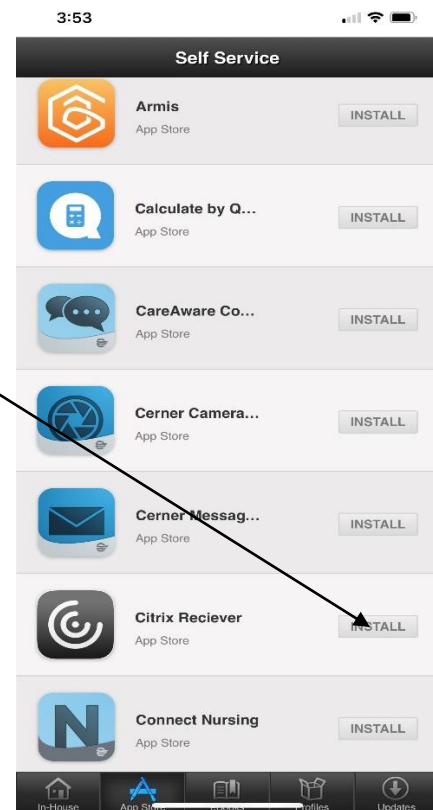 3:53
Self Service
Armis
App Store
INSTALL
Calculate by Q...
App Store
INSTALL
CareAware Co...
App Store
INSTALL
Cerner Camera...
App Store
INSTALL
Cerner Messag...
App Store
INSTALL
Citrix Reciever
App Store
INSTALL
N
Connect Nursing
App Store
INSTALL
In-House
App Store
Profiles
Updates